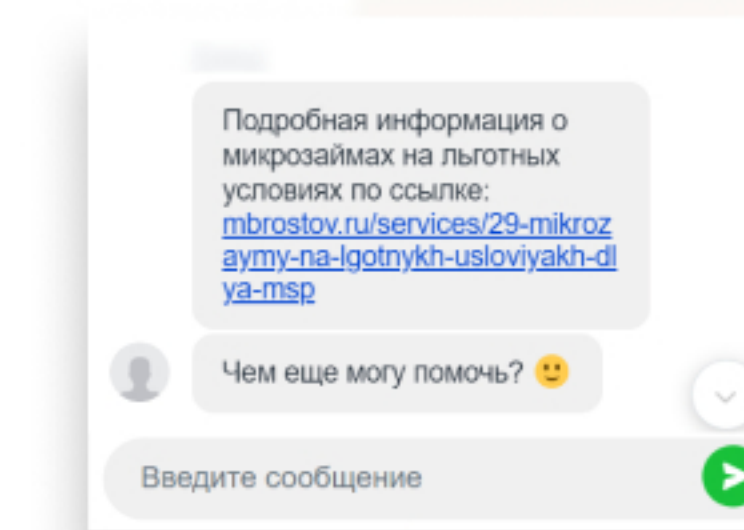 Подробная информация о
микрозаймах на льготных
условиях по ссылке:
mbrostov.ru/services/29-mikroz
aymy-na-lgotnykh-usloviyakh-dl
ya-msp
Чем еще могу помочь? 🙂
Введите сообщение